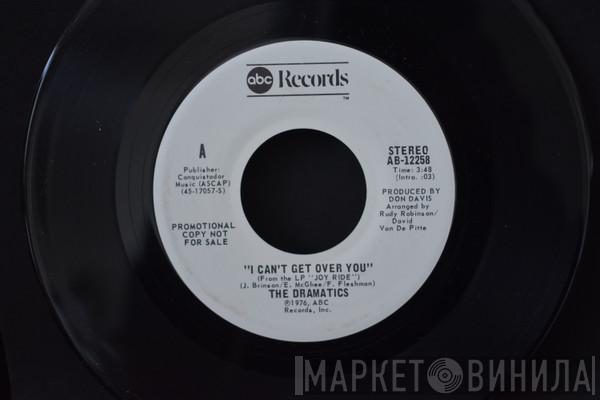 abc Records
TM
A
Publisher:
Conquistador
Music (ASCAP)
(45-17057-S)
PROMOTIONAL
COPY NOT
FOR SALE
STEREO
AB-12258
Time: 3:48
(Intro. :03)
PRODUCED BY
DON DAVIS
Arranged by
Rudy Robinson/
David
Van De Pitte
"I CAN'T GET OVER YOU"
(From the LP "JOY RIDE")
(J. Brinson/E. McGhee/F. Fleshman)
THE DRAMATICS
℗1976, ABC
Records, Inc.
МАРКЕТ ВИНИЛА